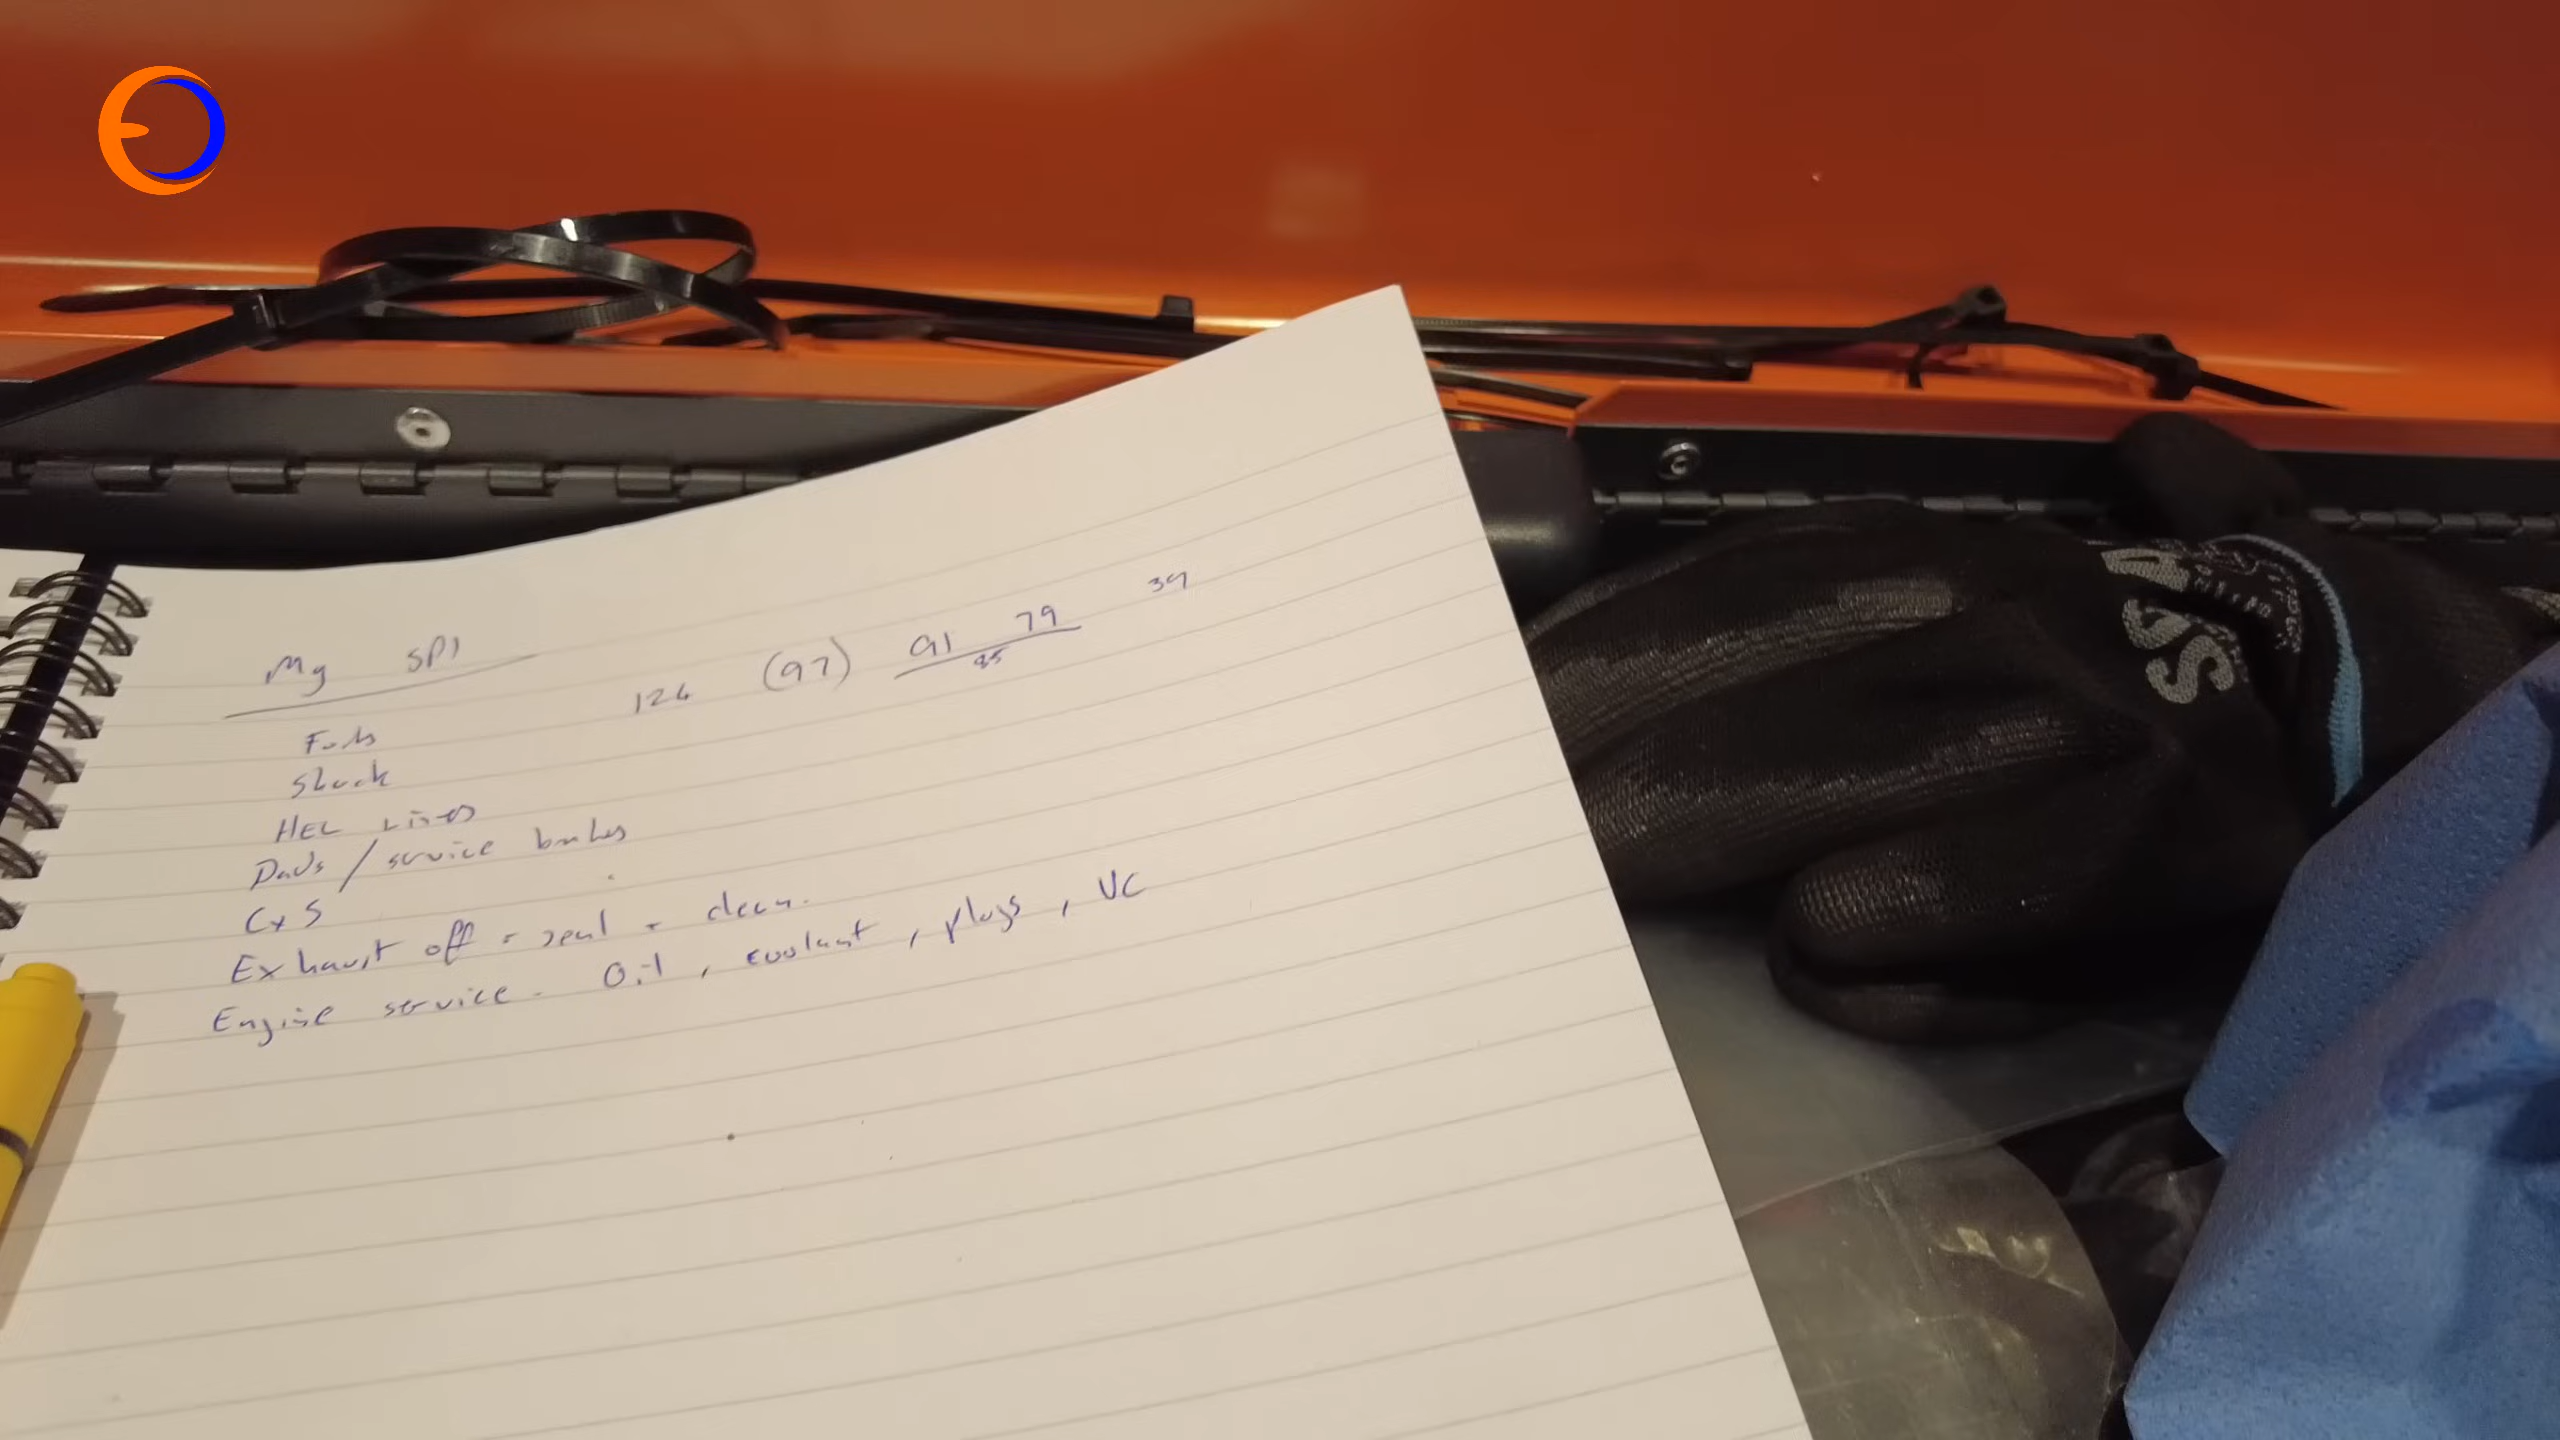 My SP1
126 (97) 91 79 39
85
Forks
Shock
HEL Lines
Pads / service brakes
C+S
Exhaust off - seal - clean.
Engine service - Oil, coolant, plugs, VC